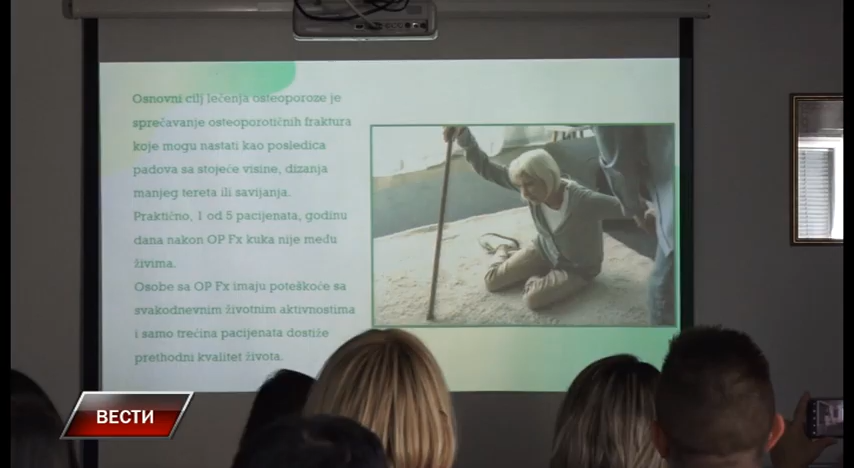 Osnovni cilj lečenja osteoporoze je
sprečavanje osteoporotičnih fraktura
koje mogu nastati kao posledica
padova sa stojeće visine, dizanja
manjeg tereta ili savijanja.
Praktično, 1 od 5 pacijenata, godinu
dana nakon OP Fx kuka nije među
živima.
Osobe sa OP Fx imaju poteškoće sa
svakodnevnim životnim aktivnostima
i samo trećina pacijenata dostiže
prethodni kvalitet života.
ВЕСТИ